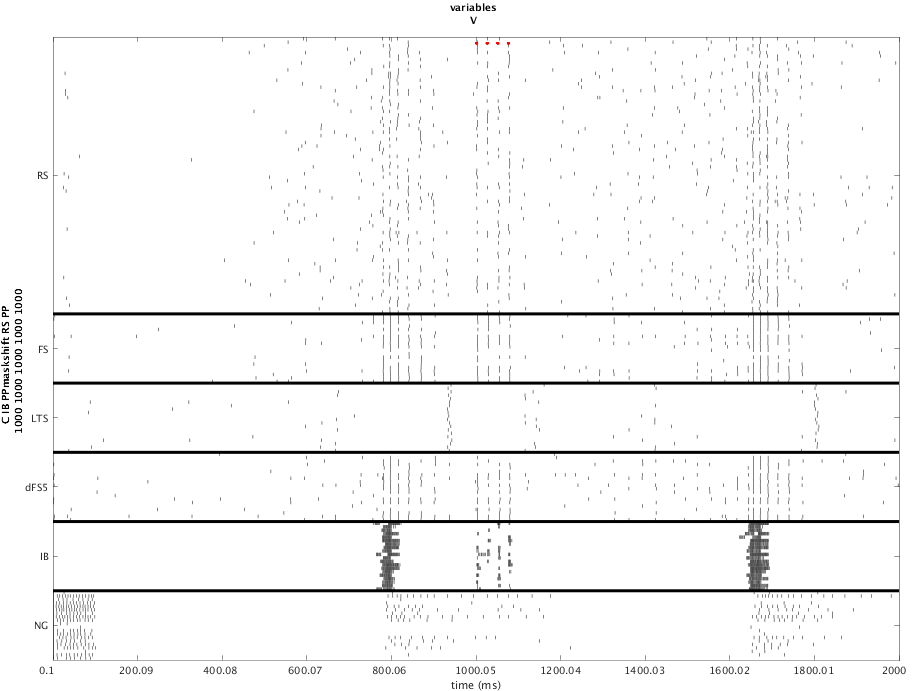 variables
V
C IB PPmaskshift RS PP
1000 1000 1000 1000 1000
RS
FS
LTS
dFS5
IB
NG
0.1 200.09 400.08 600.07 800.06 1000.05 1200.04 1400.03 1600.02 1800.01 2000
time (ms)